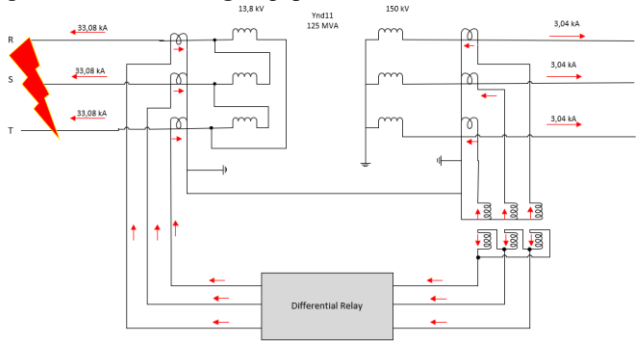 13,8 kV
Ynd11
125 MVA
150 kV
R
33,08 kA
3,04 kA
S
33,08 kA
3,04 kA
T
33,08 kA
3,04 kA
Differential Relay